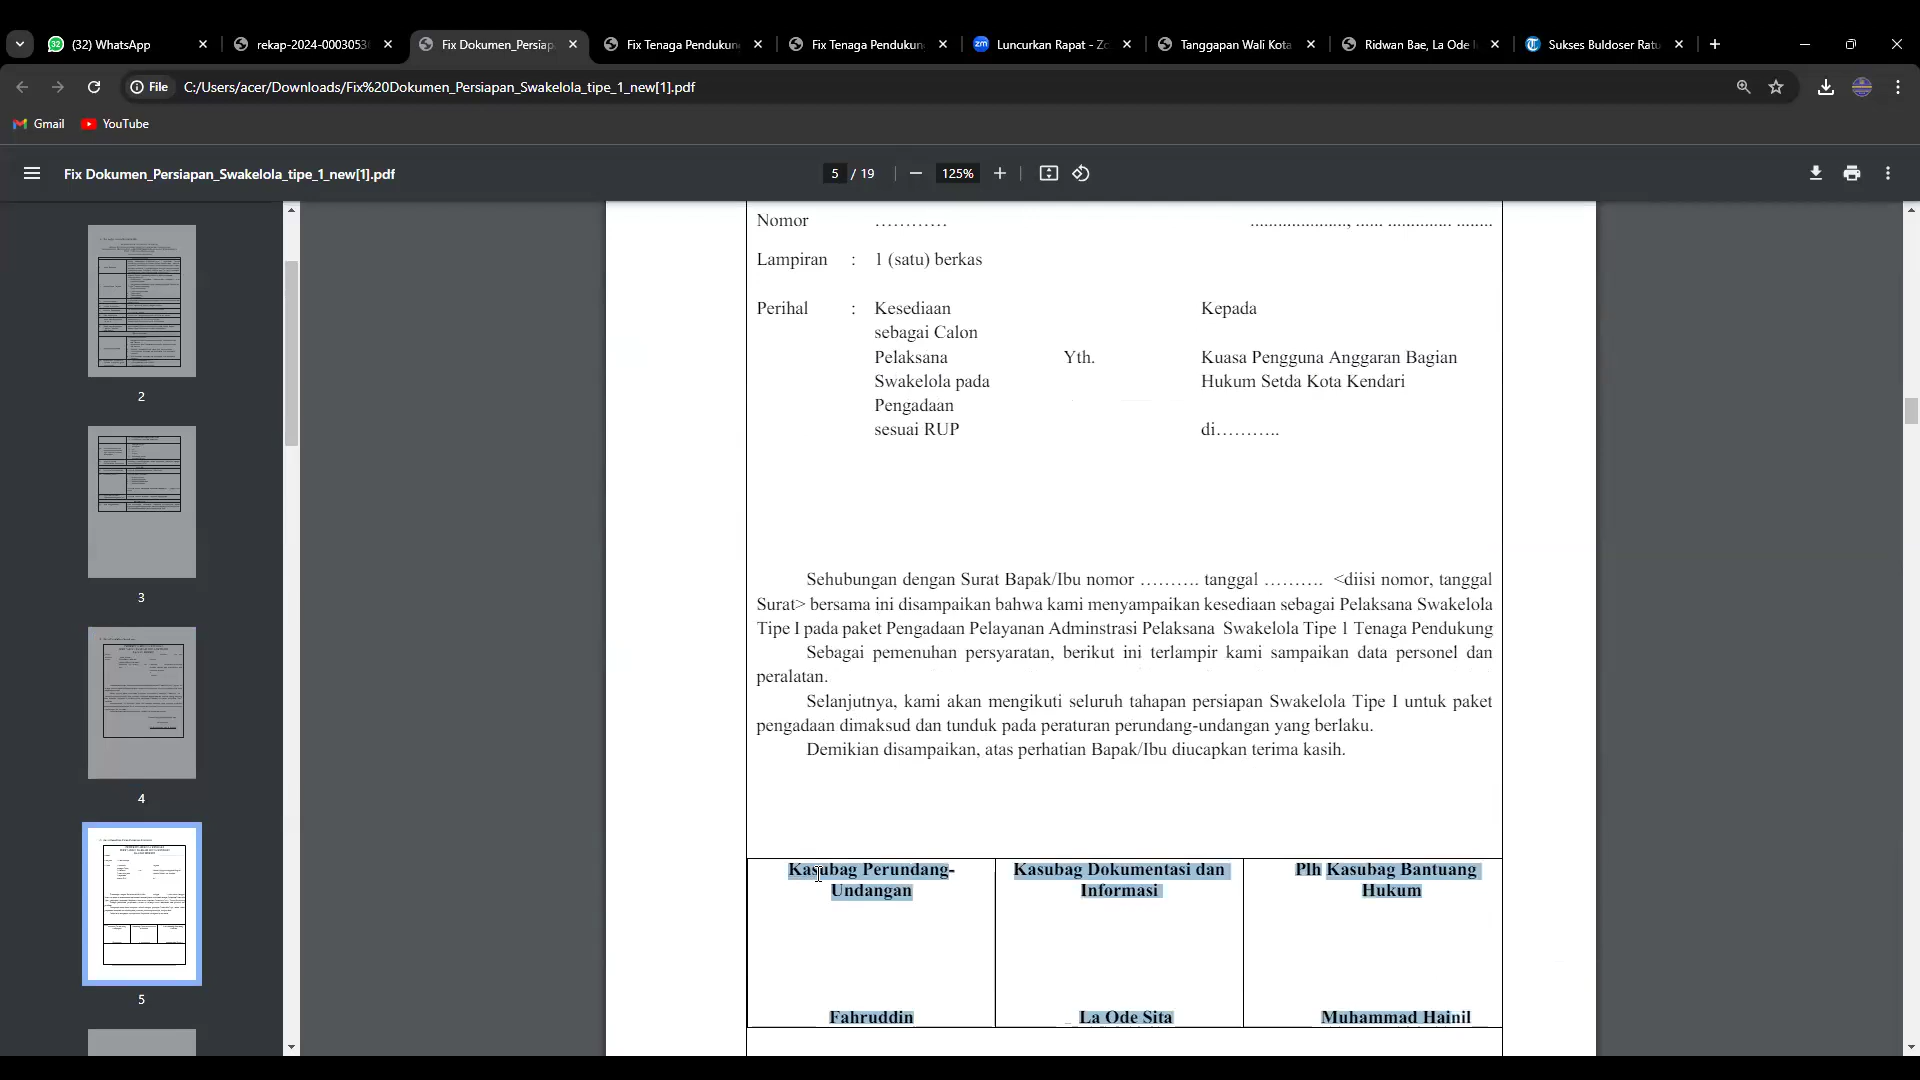 (32) WhatsApp
rekap-2024-0003053
Fix Dokumen_Persiap
Fix Tenaga Pendukun
Fix Tenaga Pendukun
Luncurkan Rapat - Zo
Tanggapan Wali Kota
Ridwan Bae, La Ode I
Sukses Buldoser Ratu
File
C:/Users/acer/Downloads/Fix%20Dokumen_Persiapan_Swakelola_tipe_1_new[1].pdf
Gmail
YouTube
Fix Dokumen_Persiapan_Swakelola_tipe_1_new[1].pdf
5 / 19
125%
2
3
4
5
Nomor ………… ....................., ...... .............. ........
Lampiran : 1 (satu) berkas
Perihal : Kesediaan Kepada
sebagai Calon
Pelaksana Yth. Kuasa Pengguna Anggaran Bagian
Swakelola pada Hukum Setda Kota Kendari
Pengadaan
sesuai RUP di………..
Sehubungan dengan Surat Bapak/Ibu nomor ………. tanggal ………. <diisi nomor, tanggal
Surat> bersama ini disampaikan bahwa kami menyampaikan kesediaan sebagai Pelaksana Swakelola
Tipe I pada paket Pengadaan Pelayanan Adminstrasi Pelaksana Swakelola Tipe 1 Tenaga Pendukung
Sebagai pemenuhan persyaratan, berikut ini terlampir kami sampaikan data personel dan
peralatan.
Selanjutnya, kami akan mengikuti seluruh tahapan persiapan Swakelola Tipe I untuk paket
pengadaan dimaksud dan tunduk pada peraturan perundang-undangan yang berlaku.
Demikian disampaikan, atas perhatian Bapak/Ibu diucapkan terima kasih.
Kasubag Perundang-
Undangan
Kasubag Dokumentasi dan
Informasi
Plh Kasubag Bantuang
Hukum
Fahruddin
La Ode Sita
Muhammad Hainil